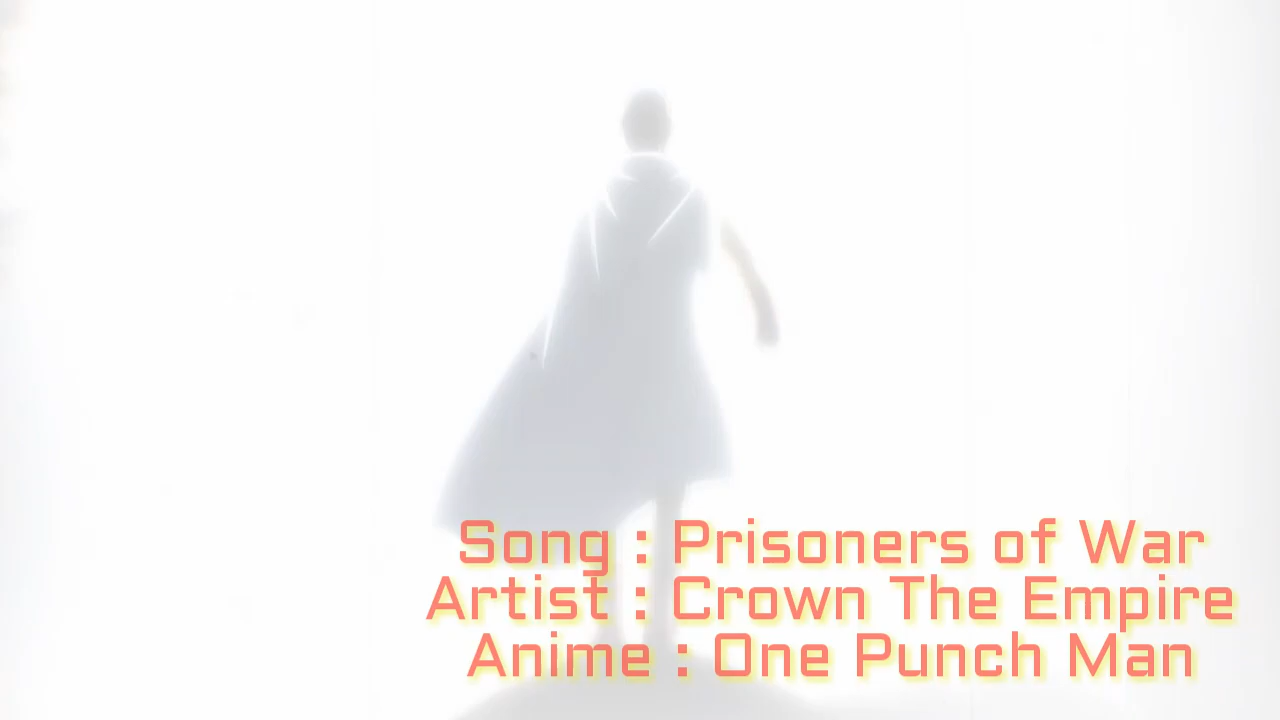 Song : Prisoners of War
Artist : Crown The Empire
Anime : One Punch Man